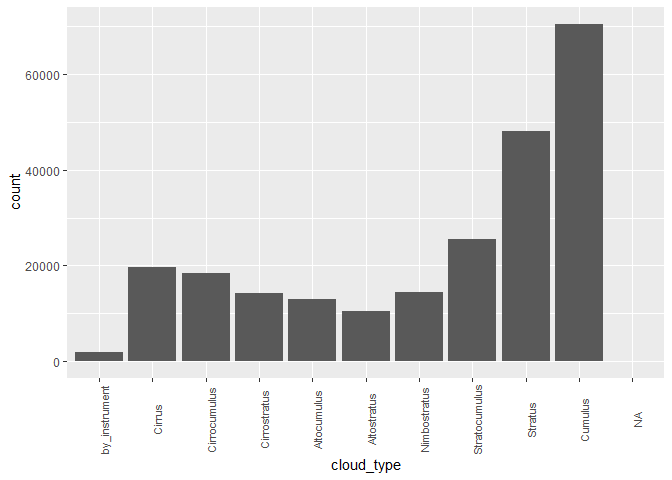 60000
40000
20000
0
count
by_instrument
Cirrus
Cirrocumulus
Cirrostratus
Altocumulus
Altostratus
Nimbostratus
Stratocumulus
Stratus
Cumulus
NA
cloud_type